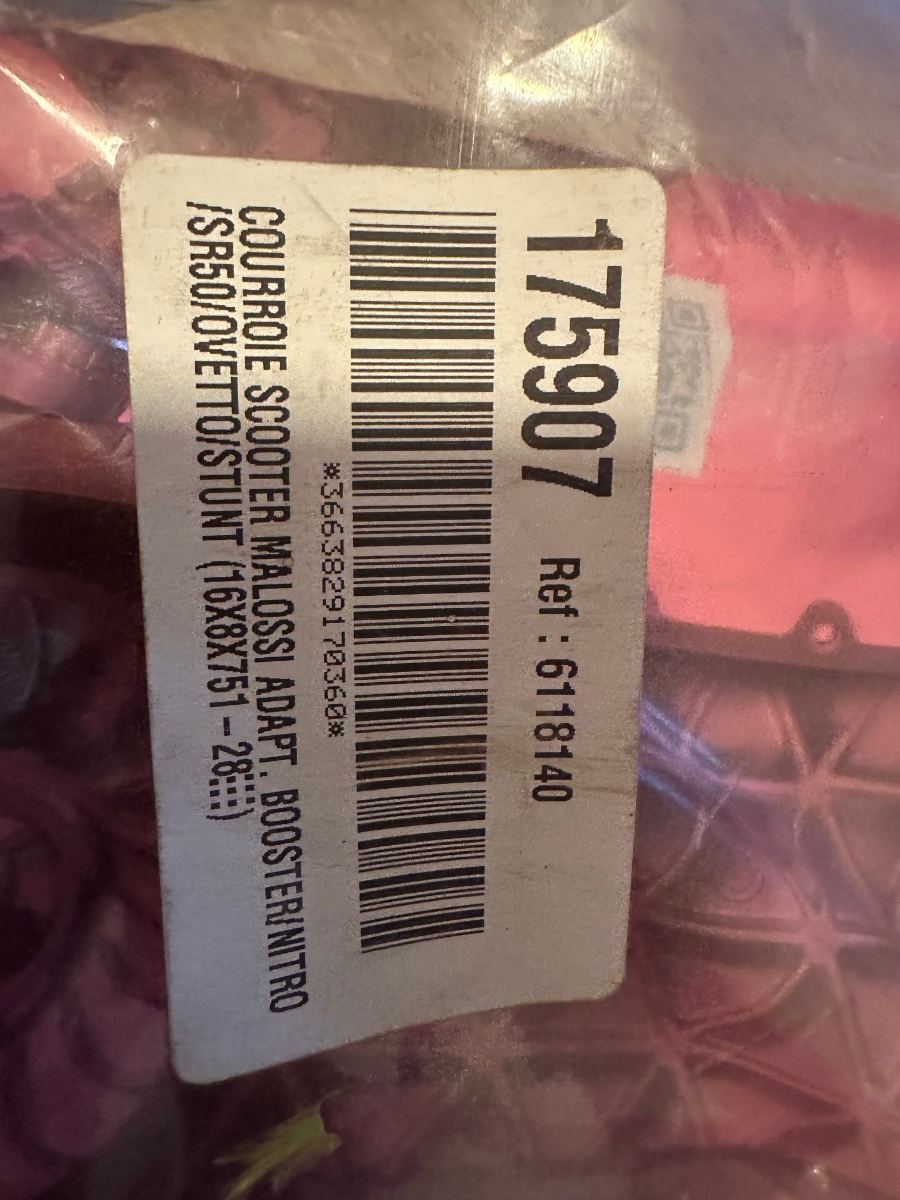 175907 Ref : 6118140
*3663829170360*
COURROIE SCOOTER MALOSSI ADAPT. BOOSTER/NITRO
/SR50/OVETTO/STUNT (16X8X751-28::::)